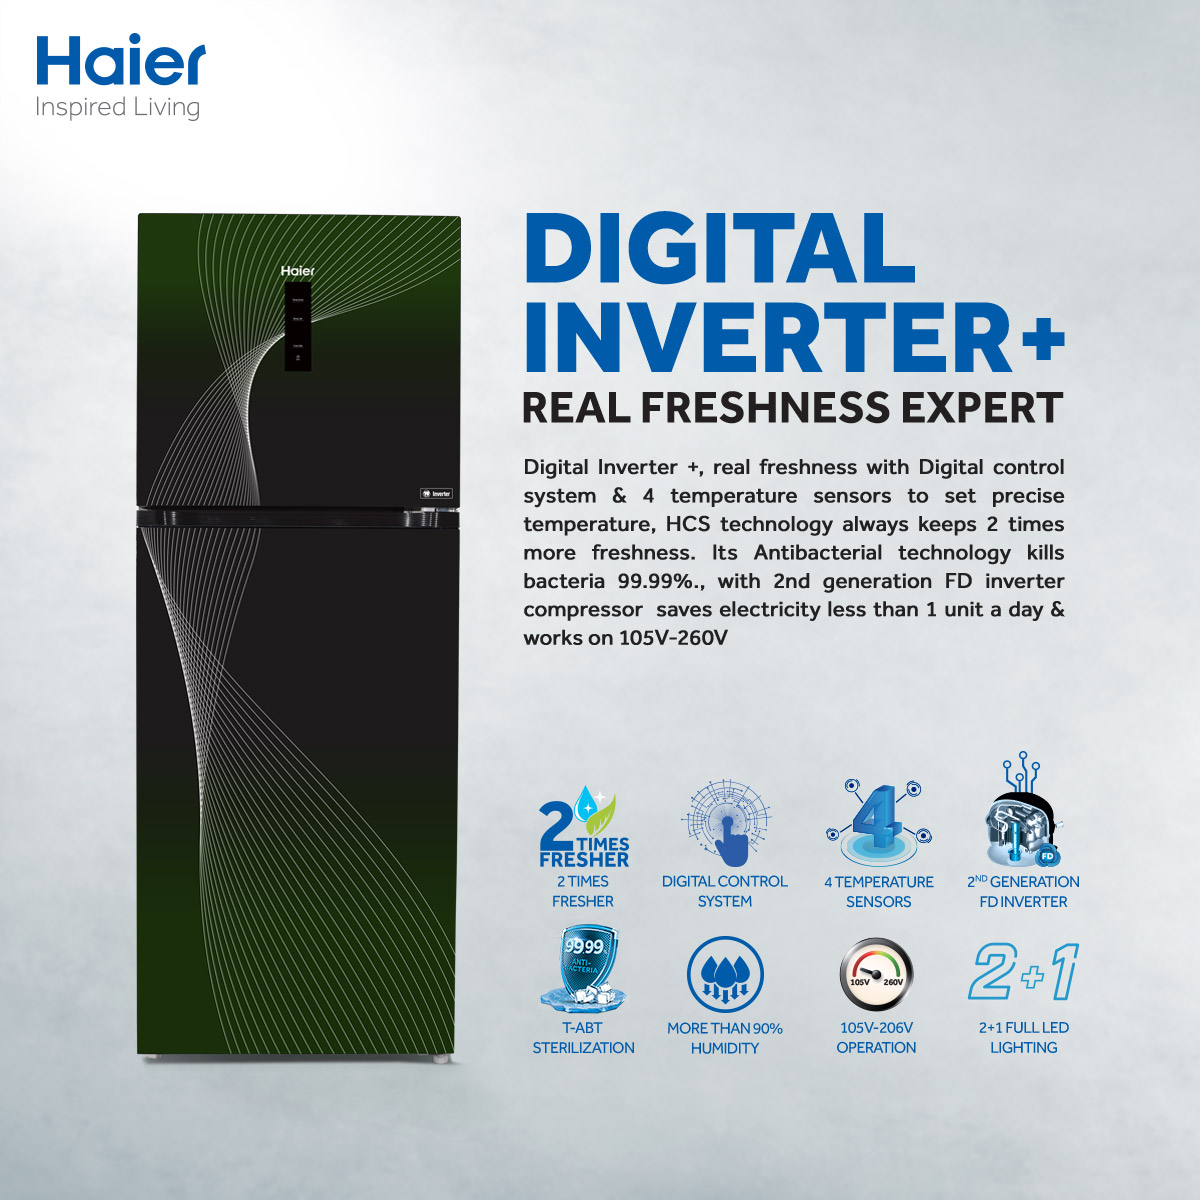 Haier
Inspired Living
Haier
Inverter
DIGITAL
INVERTER+
REAL FRESHNESS EXPERT
Digital Inverter +, real freshness with Digital control
system & 4 temperature sensors to set precise
temperature, HCS technology always keeps 2 times
more freshness. Its Antibacterial technology kills
bacteria 99.99%., with 2nd generation FD inverter
compressor saves electricity less than 1 unit a day &
works on 105V-260V
2 TIMES
FRESHER
2 TIMES
FRESHER
DIGITAL CONTROL
SYSTEM
4
4 TEMPERATURE
SENSORS
FD
2ND GENERATION
FD INVERTER
99.99%
ANTI-
BACTERIA
T-ABT
STERILIZATION
MORE THAN 90%
HUMIDITY
105V 260V
105V-206V
OPERATION
2+1
2+1 FULL LED
LIGHTING